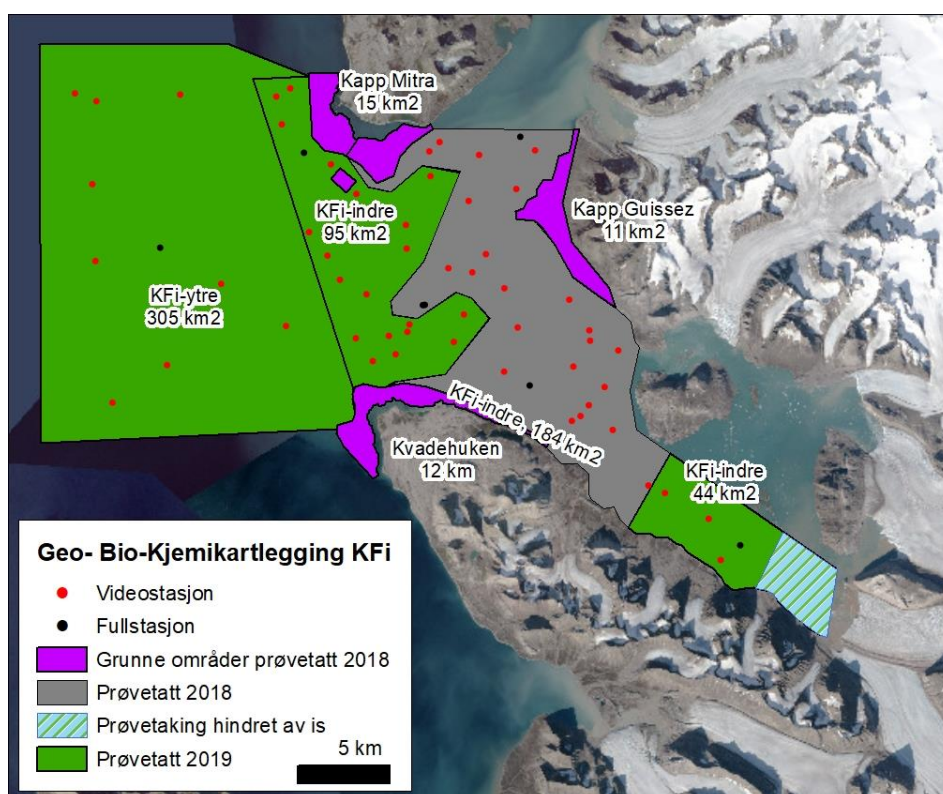 Kapp Mitra
15 km2
KFi-indre
95 km2
Kapp Guissez
11 km2
KFi-ytre
305 km2
KFi-indre, 184 km2
Kvadehuken
12 km
KFi-indre
44 km2
Geo- Bio-Kjemikartlegging KFi
Videostasjon
Fullstasjon
Grunne områder prøvetatt 2018
Prøvetatt 2018
Prøvetaking hindret av is
Prøvetatt 2019
5 km